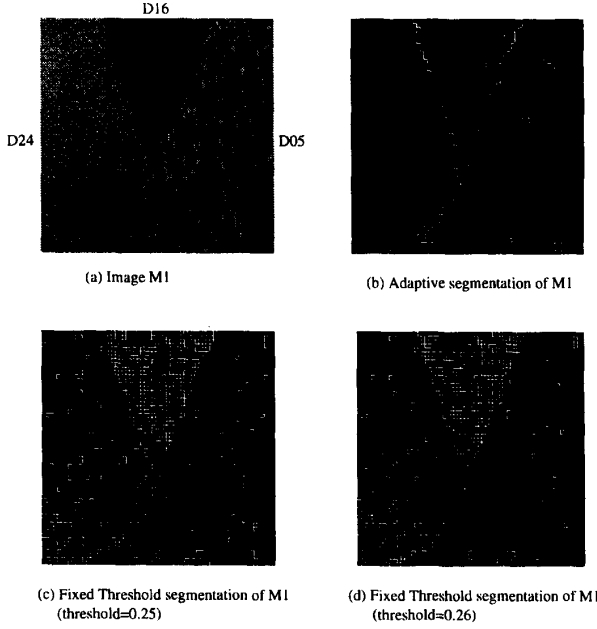 D16
D24
D05
(a) Image M1
(b) Adaptive segmentation of M1
(c) Fixed Threshold segmentation of M1
(threshold=0.25)
(d) Fixed Threshold segmentation of M1
(threshold=0.26)